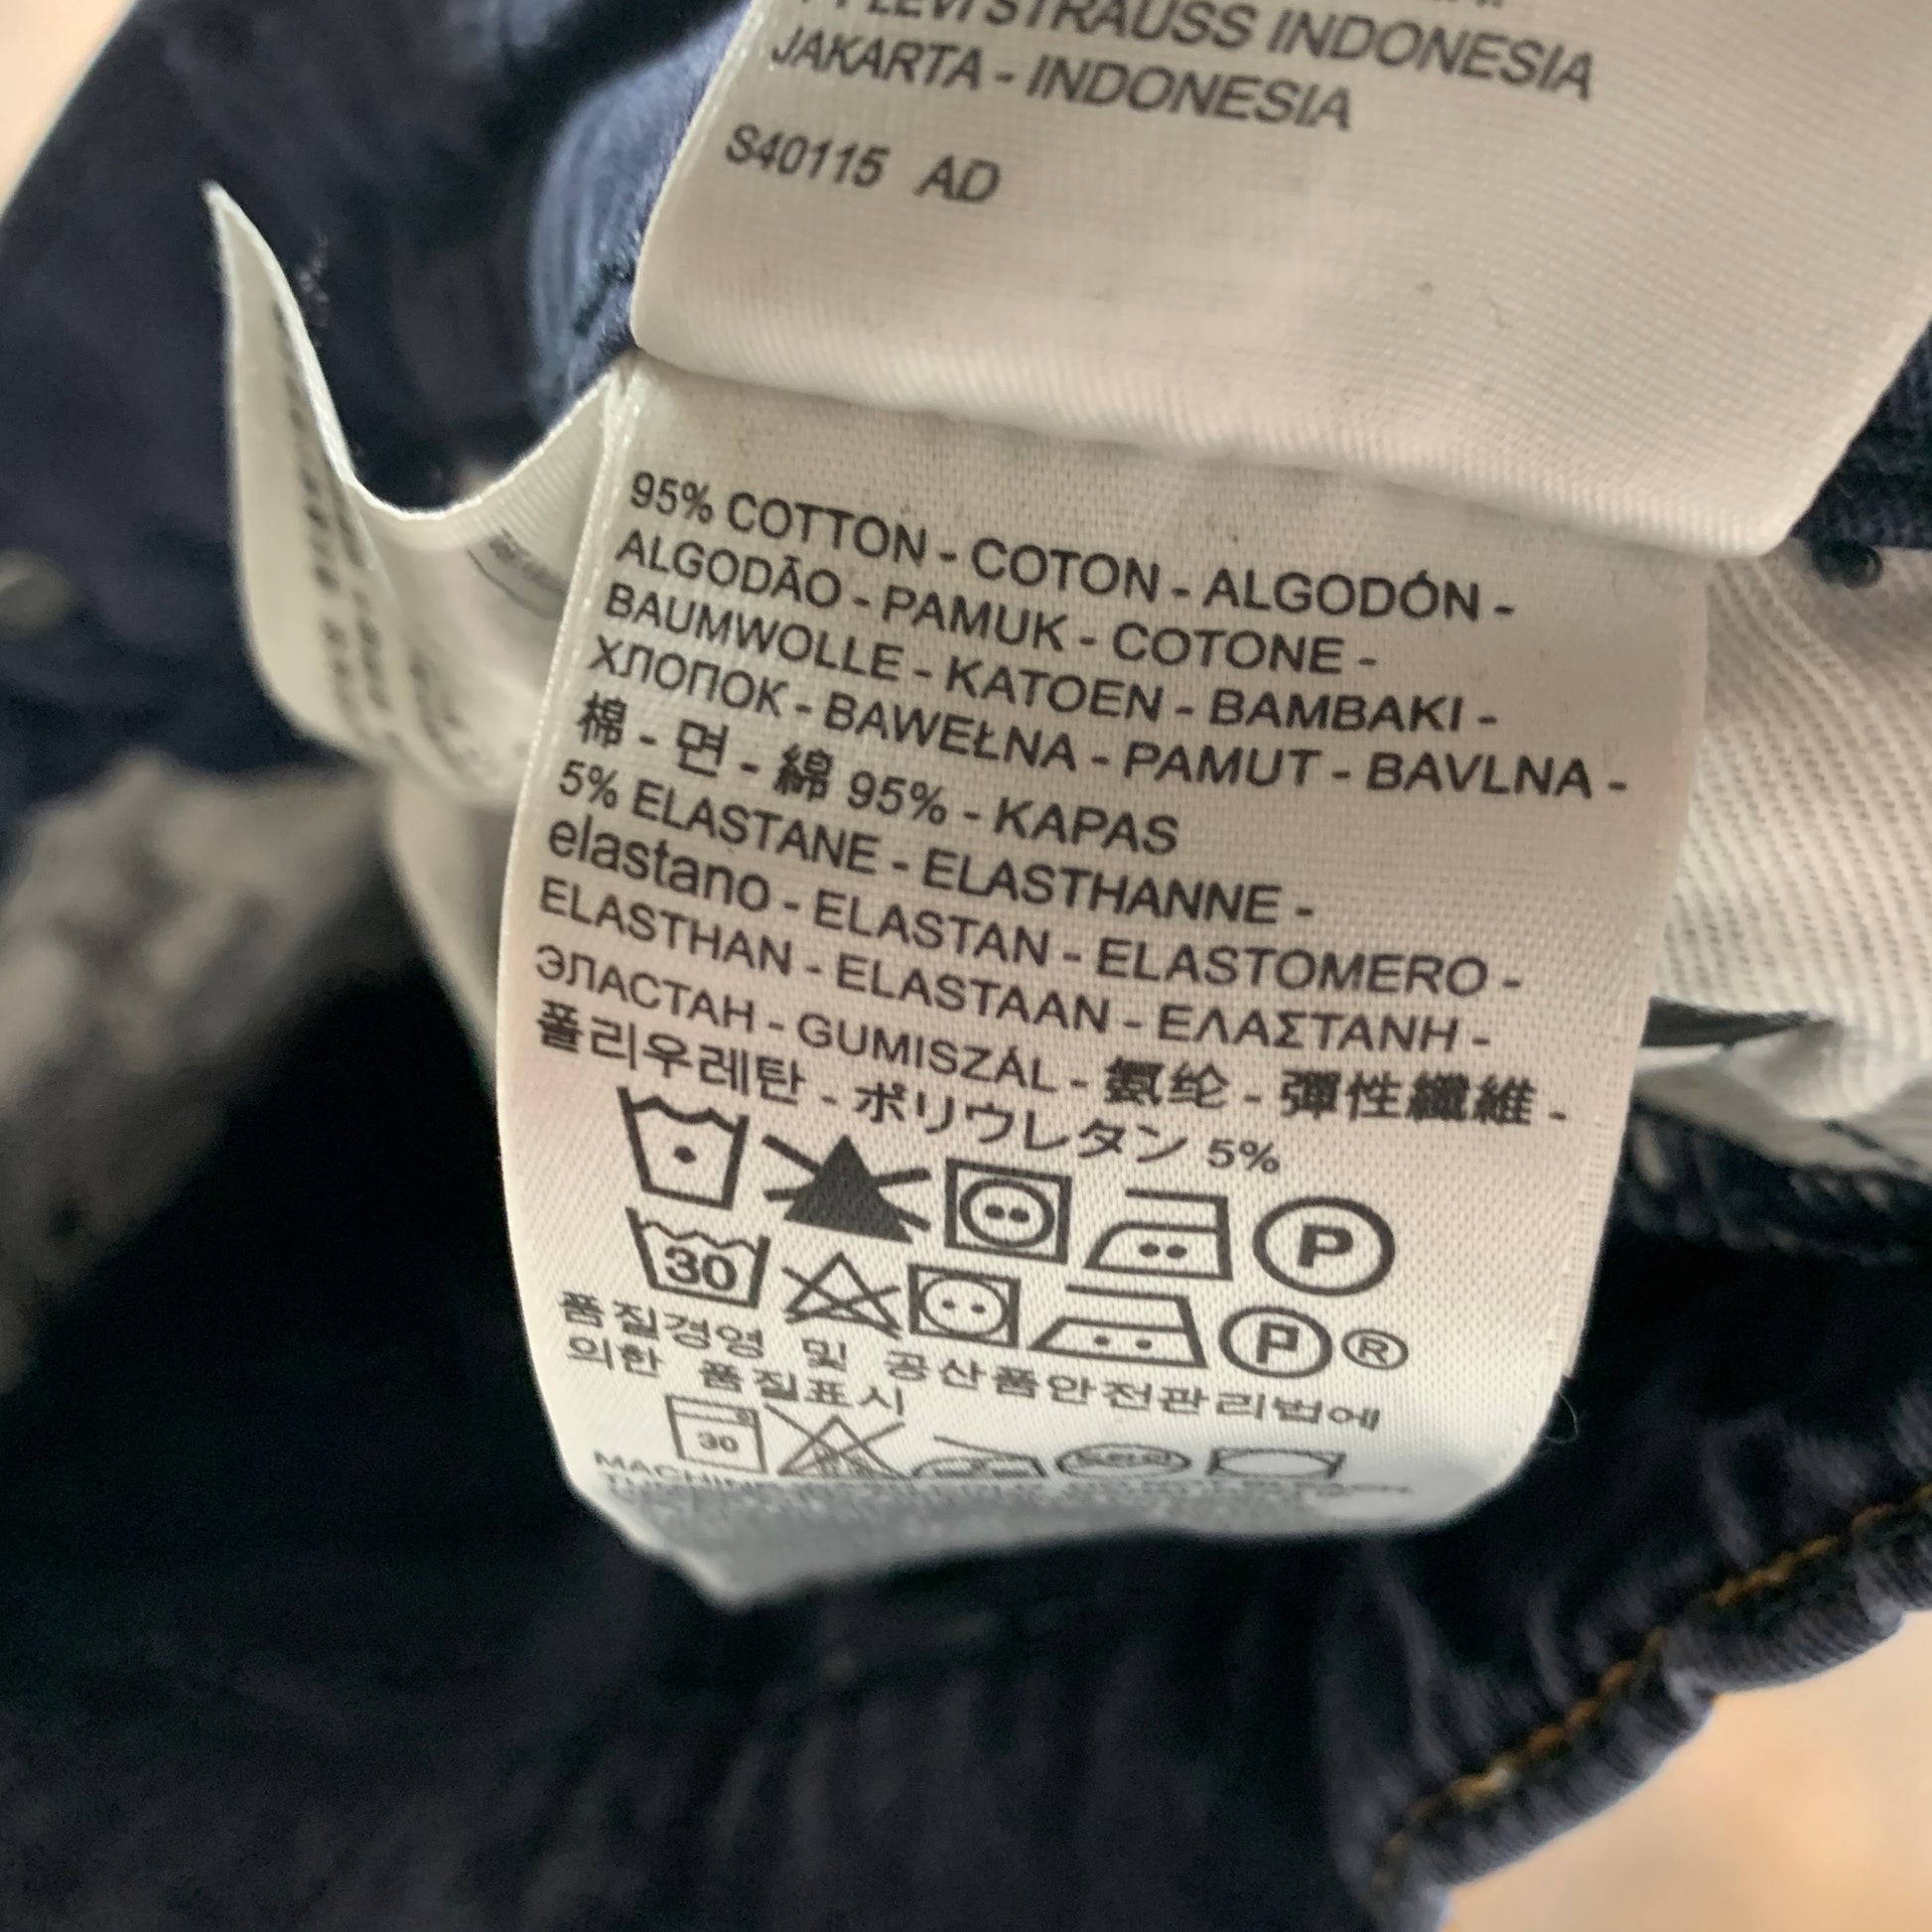 LEVI STRAUSS INDONESIA
JAKARTA - INDONESIA
S40115 AD
95% COTTON - COTON - ALGODÓN -
ALGODÃO - PAMUK - COTONE -
BAUMWOLLE - KATOEN - BAMBAKI -
ХЛОПОК - BAWEŁNA - PAMUT - BAVLNA -
棉 - 면 - 綿 95% - KAPAS
5% ELASTANE - ELASTHANNE -
elastano - ELASTAN - ELASTOMERO -
ELASTHAN - ELASTAAN - ΕΛΑΣΤΑΝΗ -
ЭЛАСТАН - GUMISZÁL - 氨纶 - 彈性纖維 -
폴리우레탄 - ポリウレタン 5%
P
30 P ®
품질경영 및 공산품안전관리법에
의한 품질표시
30